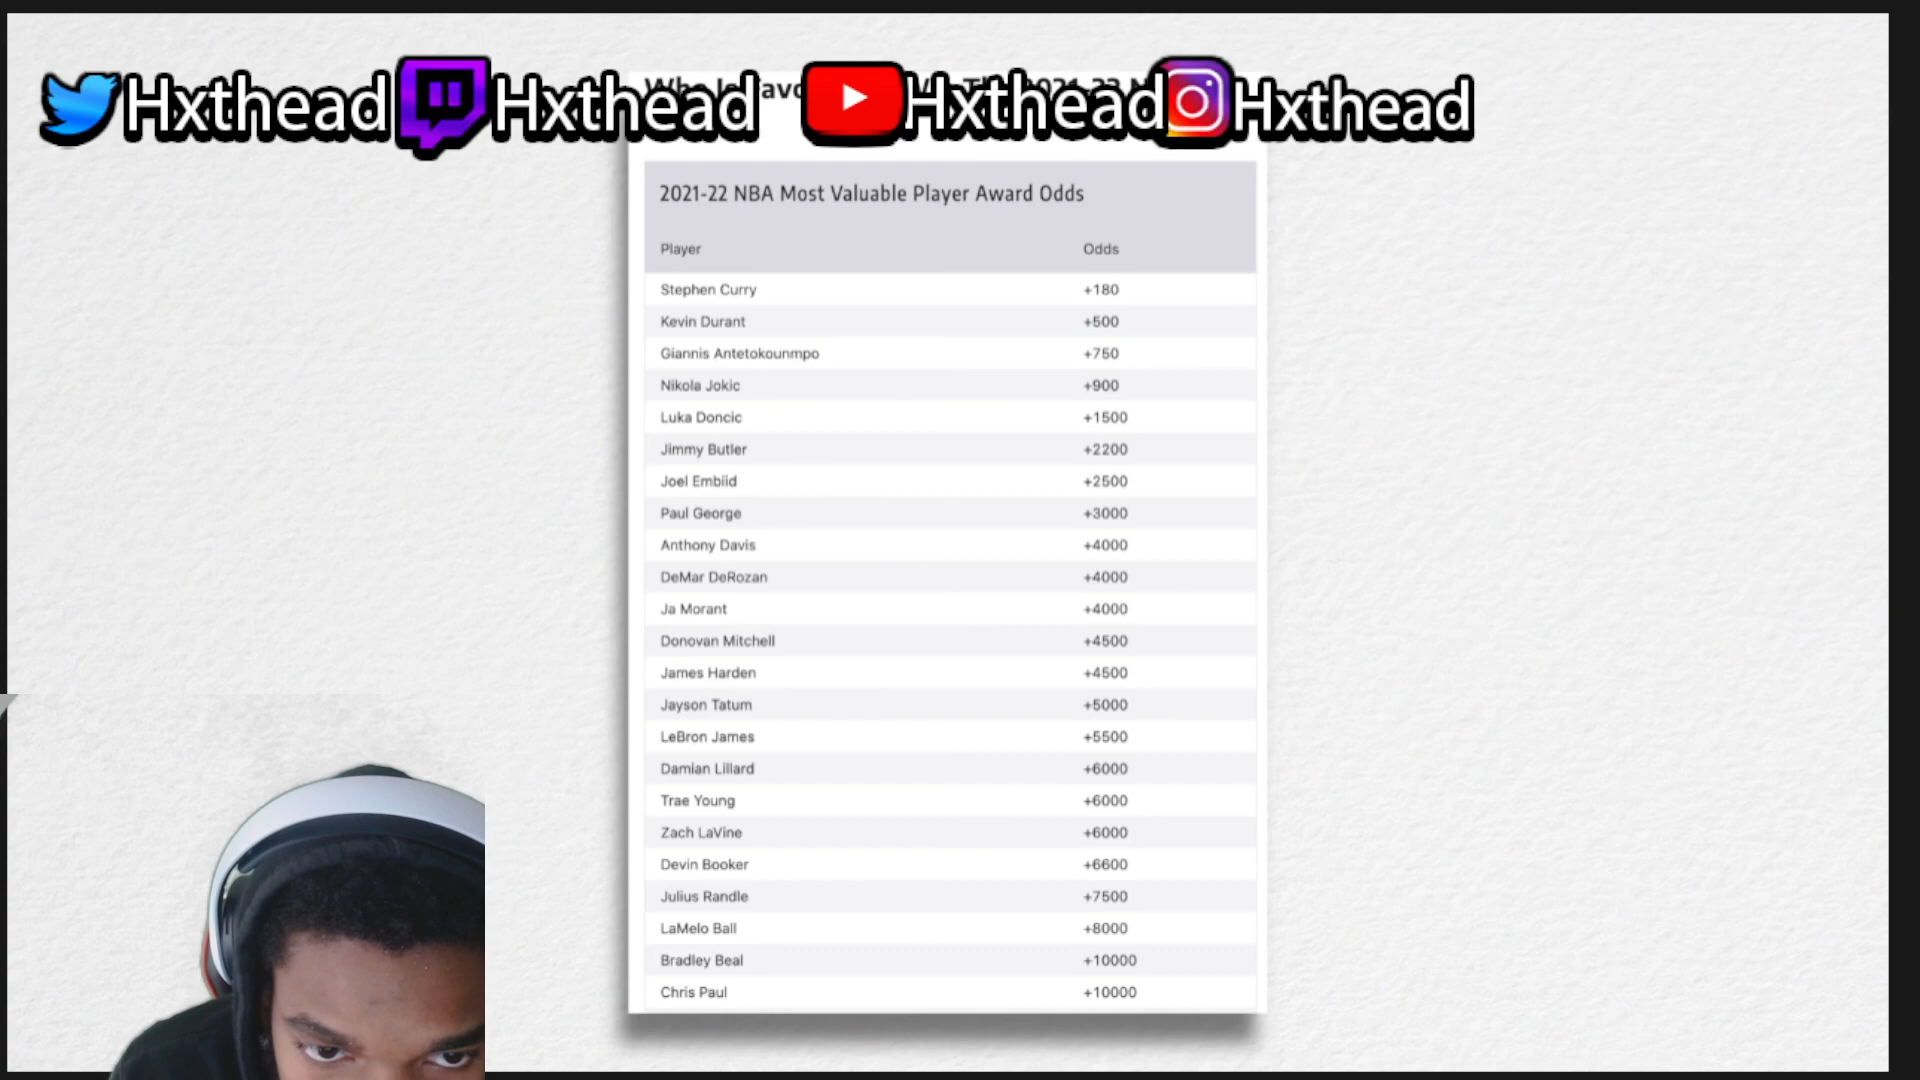 Hxthead Hxthead Hxthead Hxthead
2021-22 NBA Most Valuable Player Award Odds
Player Odds
Stephen Curry +180
Kevin Durant +500
Giannis Antetokounmpo +750
Nikola Jokic +900
Luka Doncic +1500
Jimmy Butler +2200
Joel Embiid +2500
Paul George +3000
Anthony Davis +4000
DeMar DeRozan +4000
Ja Morant +4000
Donovan Mitchell +4500
James Harden +4500
Jayson Tatum +5000
LeBron James +5500
Damian Lillard +6000
Trae Young +6000
Zach LaVine +6000
Devin Booker +6600
Julius Randle +7500
LaMelo Ball +8000
Bradley Beal +10000
Chris Paul +10000